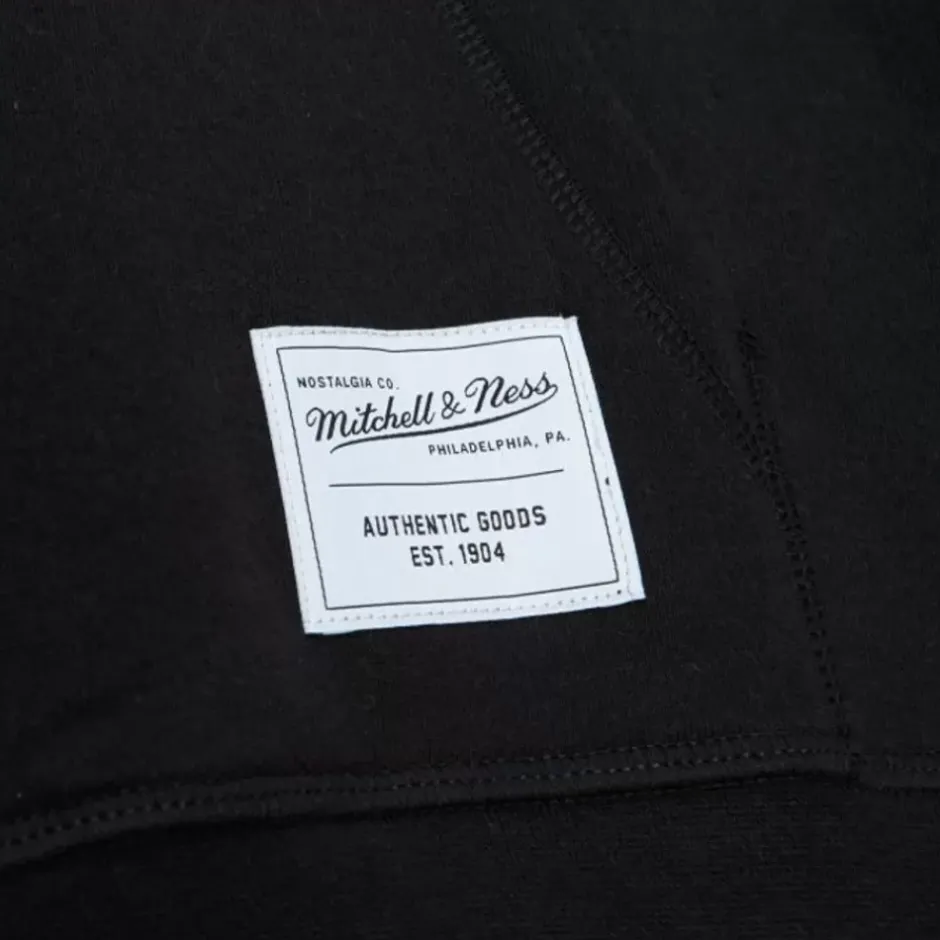 NOSTALGIA CO.
Mitchell & Ness
PHILADELPHIA, PA.
AUTHENTIC GOODS
EST. 1904